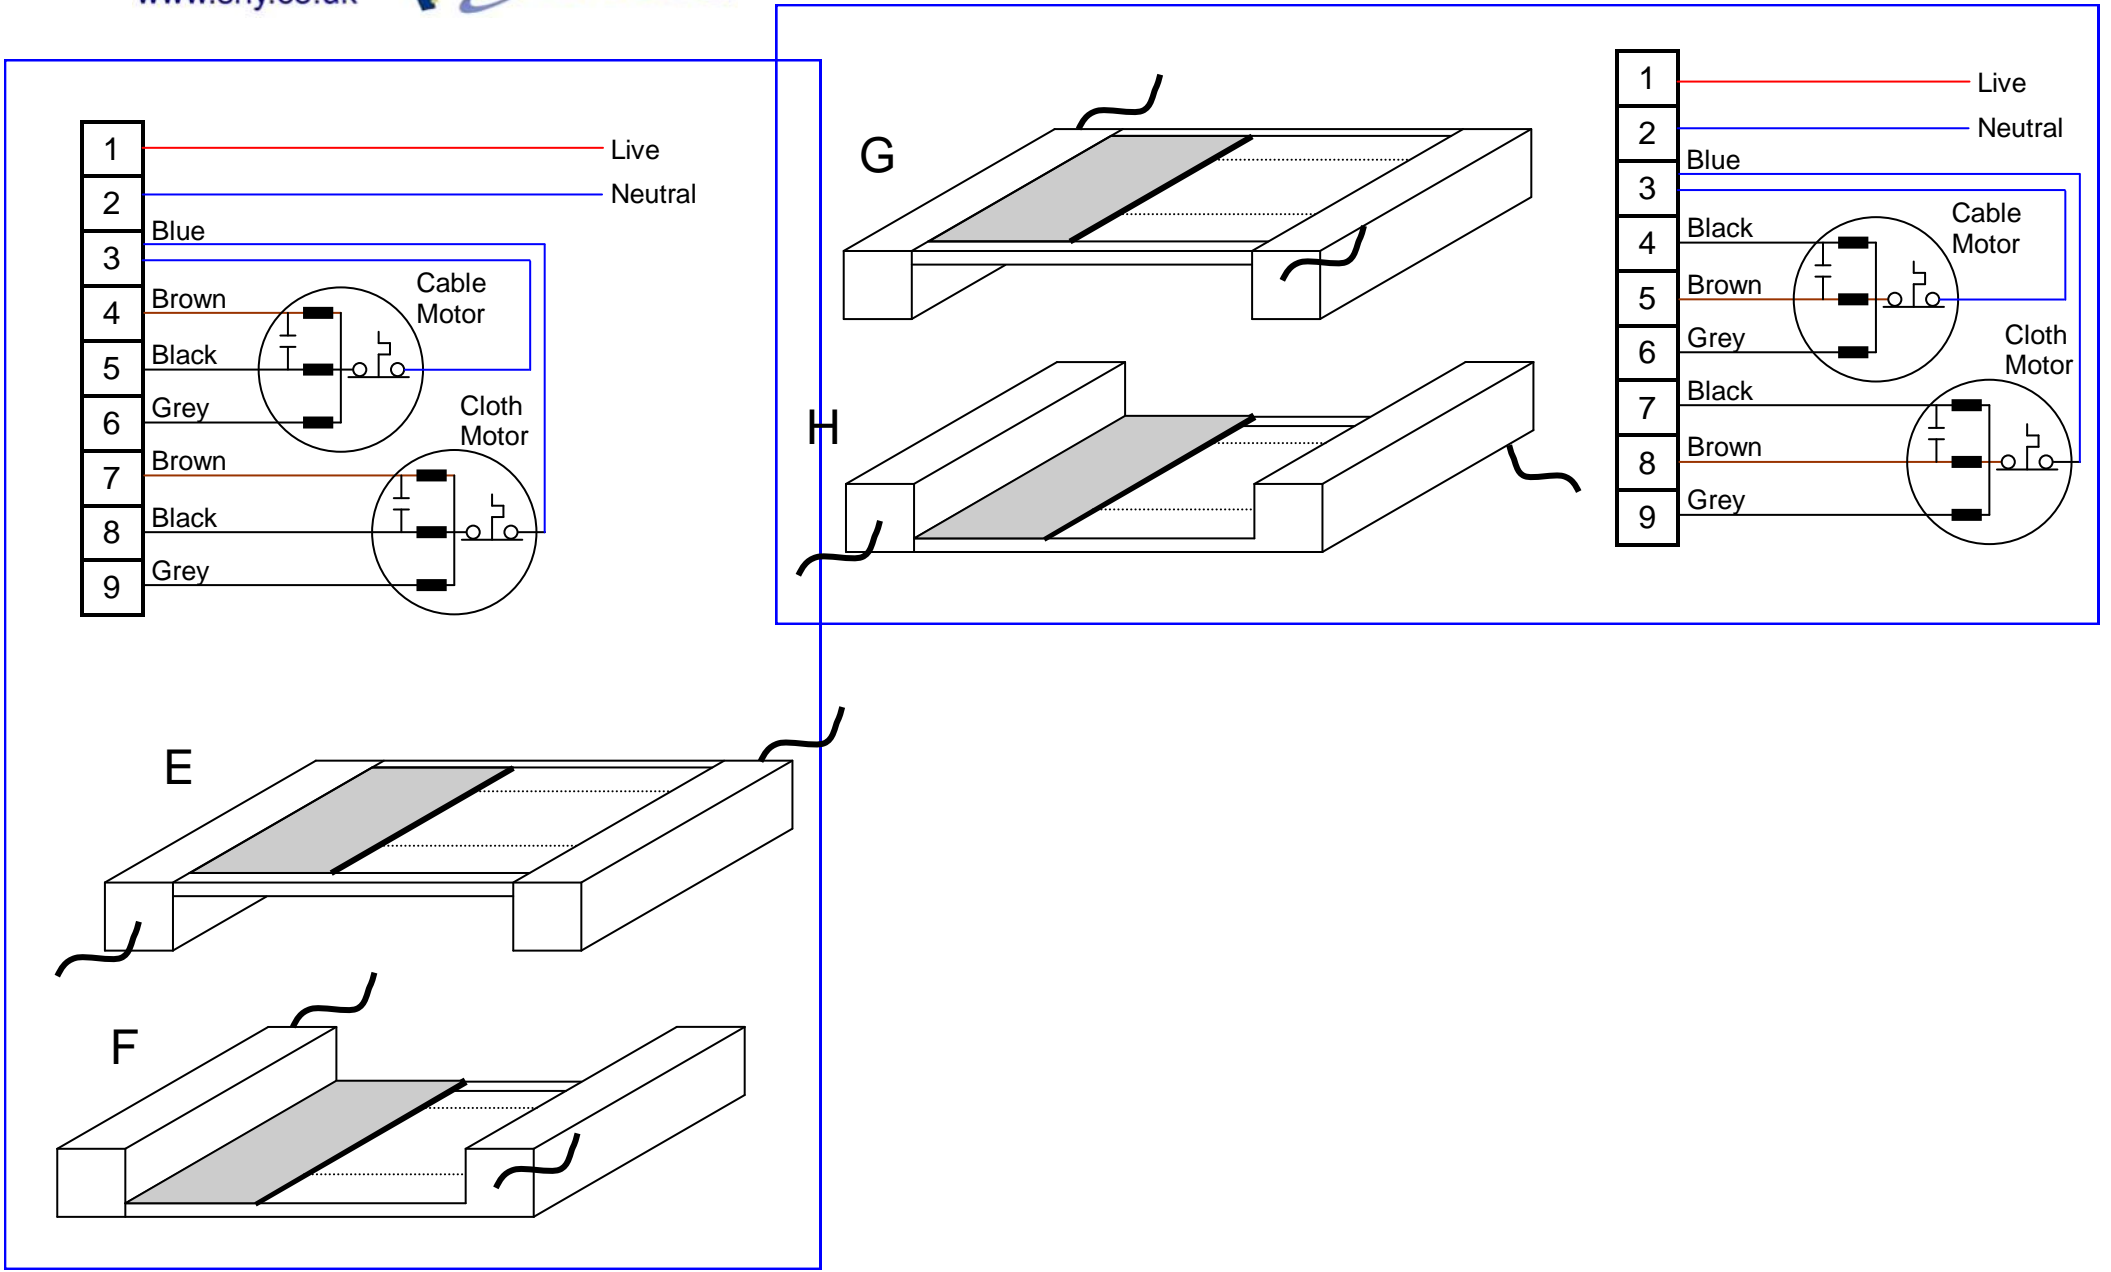 1
Live
2
Neutral
Blue
3
Brown
4
Cable
Motor
Black
5
Grey
6
Cloth
Motor
Brown
7
Black
8
Grey
9
E
F
G
H
1
Live
2
Neutral
Blue
3
Black
4
Cable
Motor
Brown
5
Grey
6
Cloth
Motor
Black
7
Brown
8
Grey
9